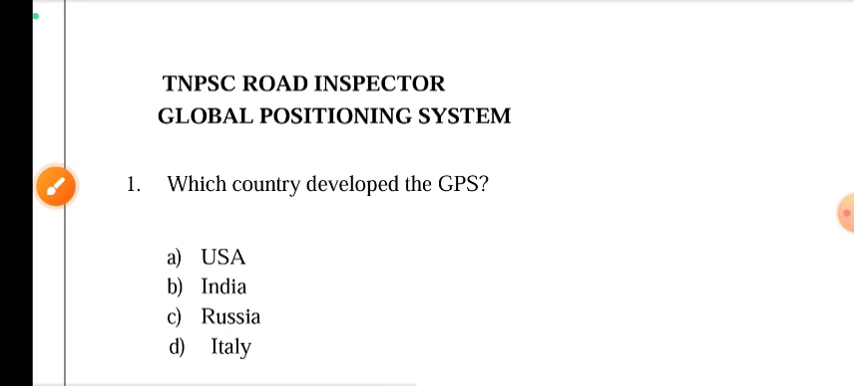 TNPSC ROAD INSPECTOR
GLOBAL POSITIONING SYSTEM
1. Which country developed the GPS?
a) USA
b) India
c) Russia
d) Italy